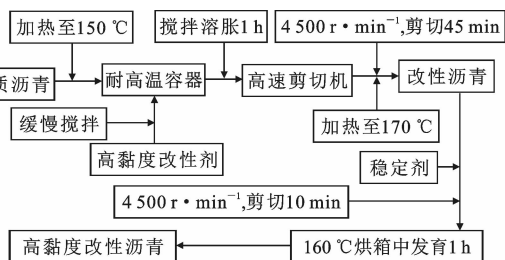 加热至150 ℃
搅拌溶胀1 h
4 500 r·min⁻¹,剪切45 min
质沥青
耐高温容器
高速剪切机
改性沥青
缓慢搅拌
加热至170 ℃
高黏度改性剂
稳定剂
4 500 r·min⁻¹,剪切10 min
高黏度改性沥青
160 ℃烘箱中发育1 h